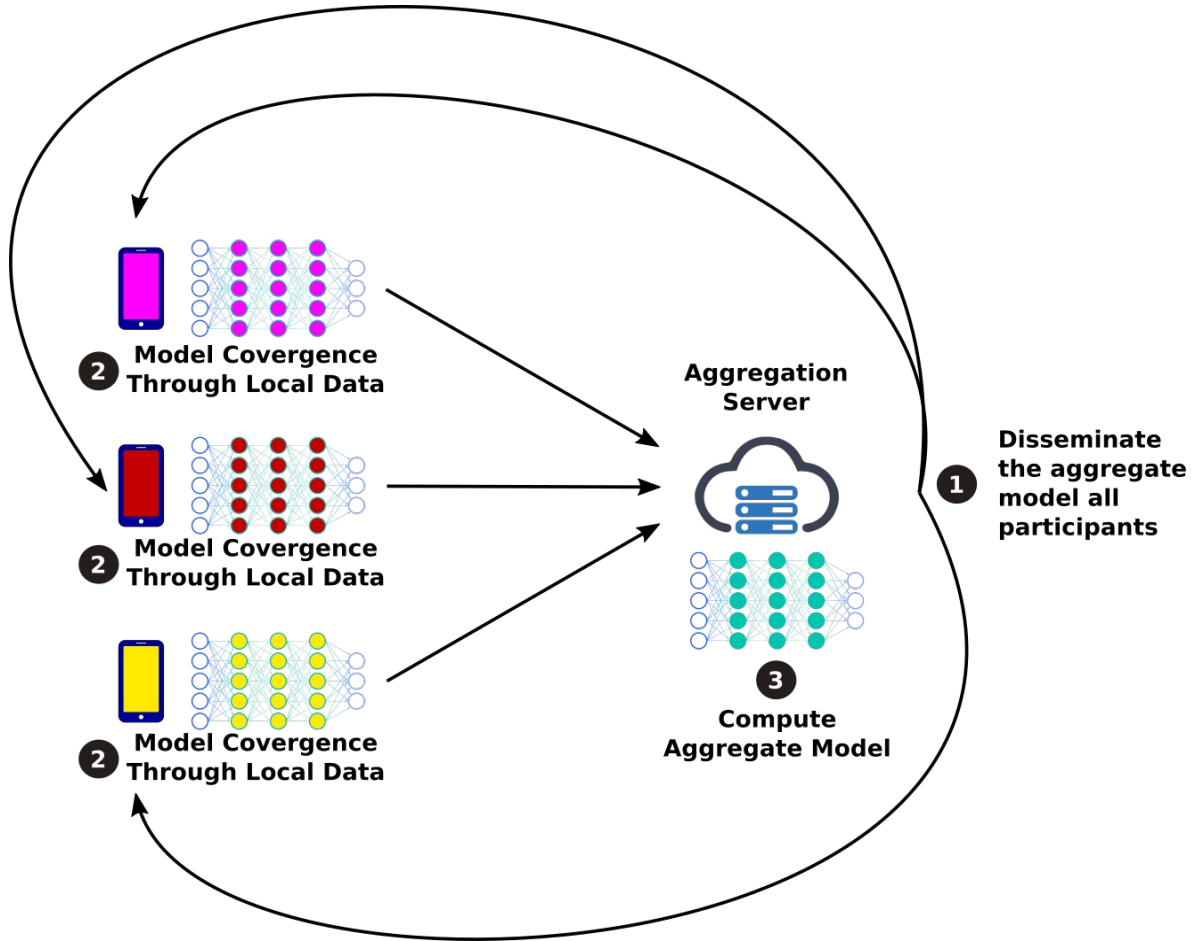 2
Model Covergence
Through Local Data
2
Model Covergence
Through Local Data
2
Model Covergence
Through Local Data
Aggregation
Server
3
Compute
Aggregate Model
1
Disseminate
the aggregate
model all
participants